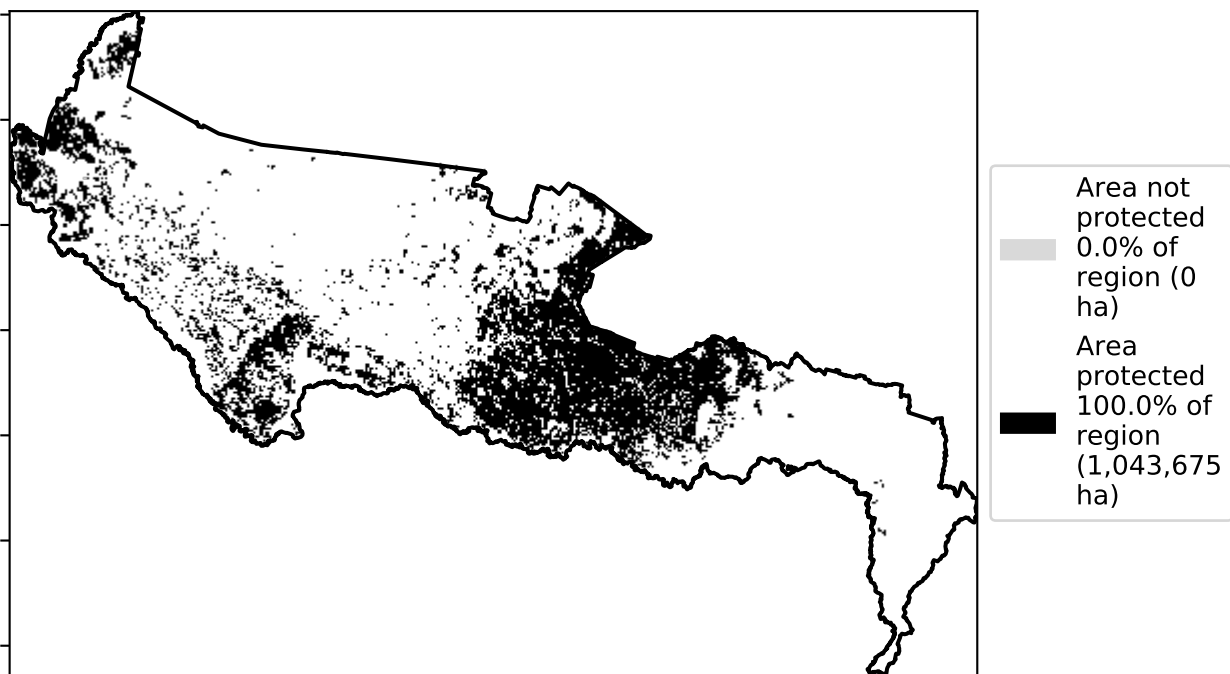 Area not
protected
0.0% of
region (0
ha)
Area
protected
100.0% of
region
(1,043,675
ha)